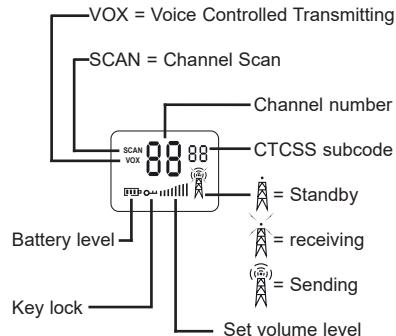 VOX = Voice Controlled Transmitting
SCAN = Channel Scan
Channel number
SCAN 88 88
VOX
CTCSS subcode
= Standby
= receiving
= Sending
Battery level
Key lock
Set volume level